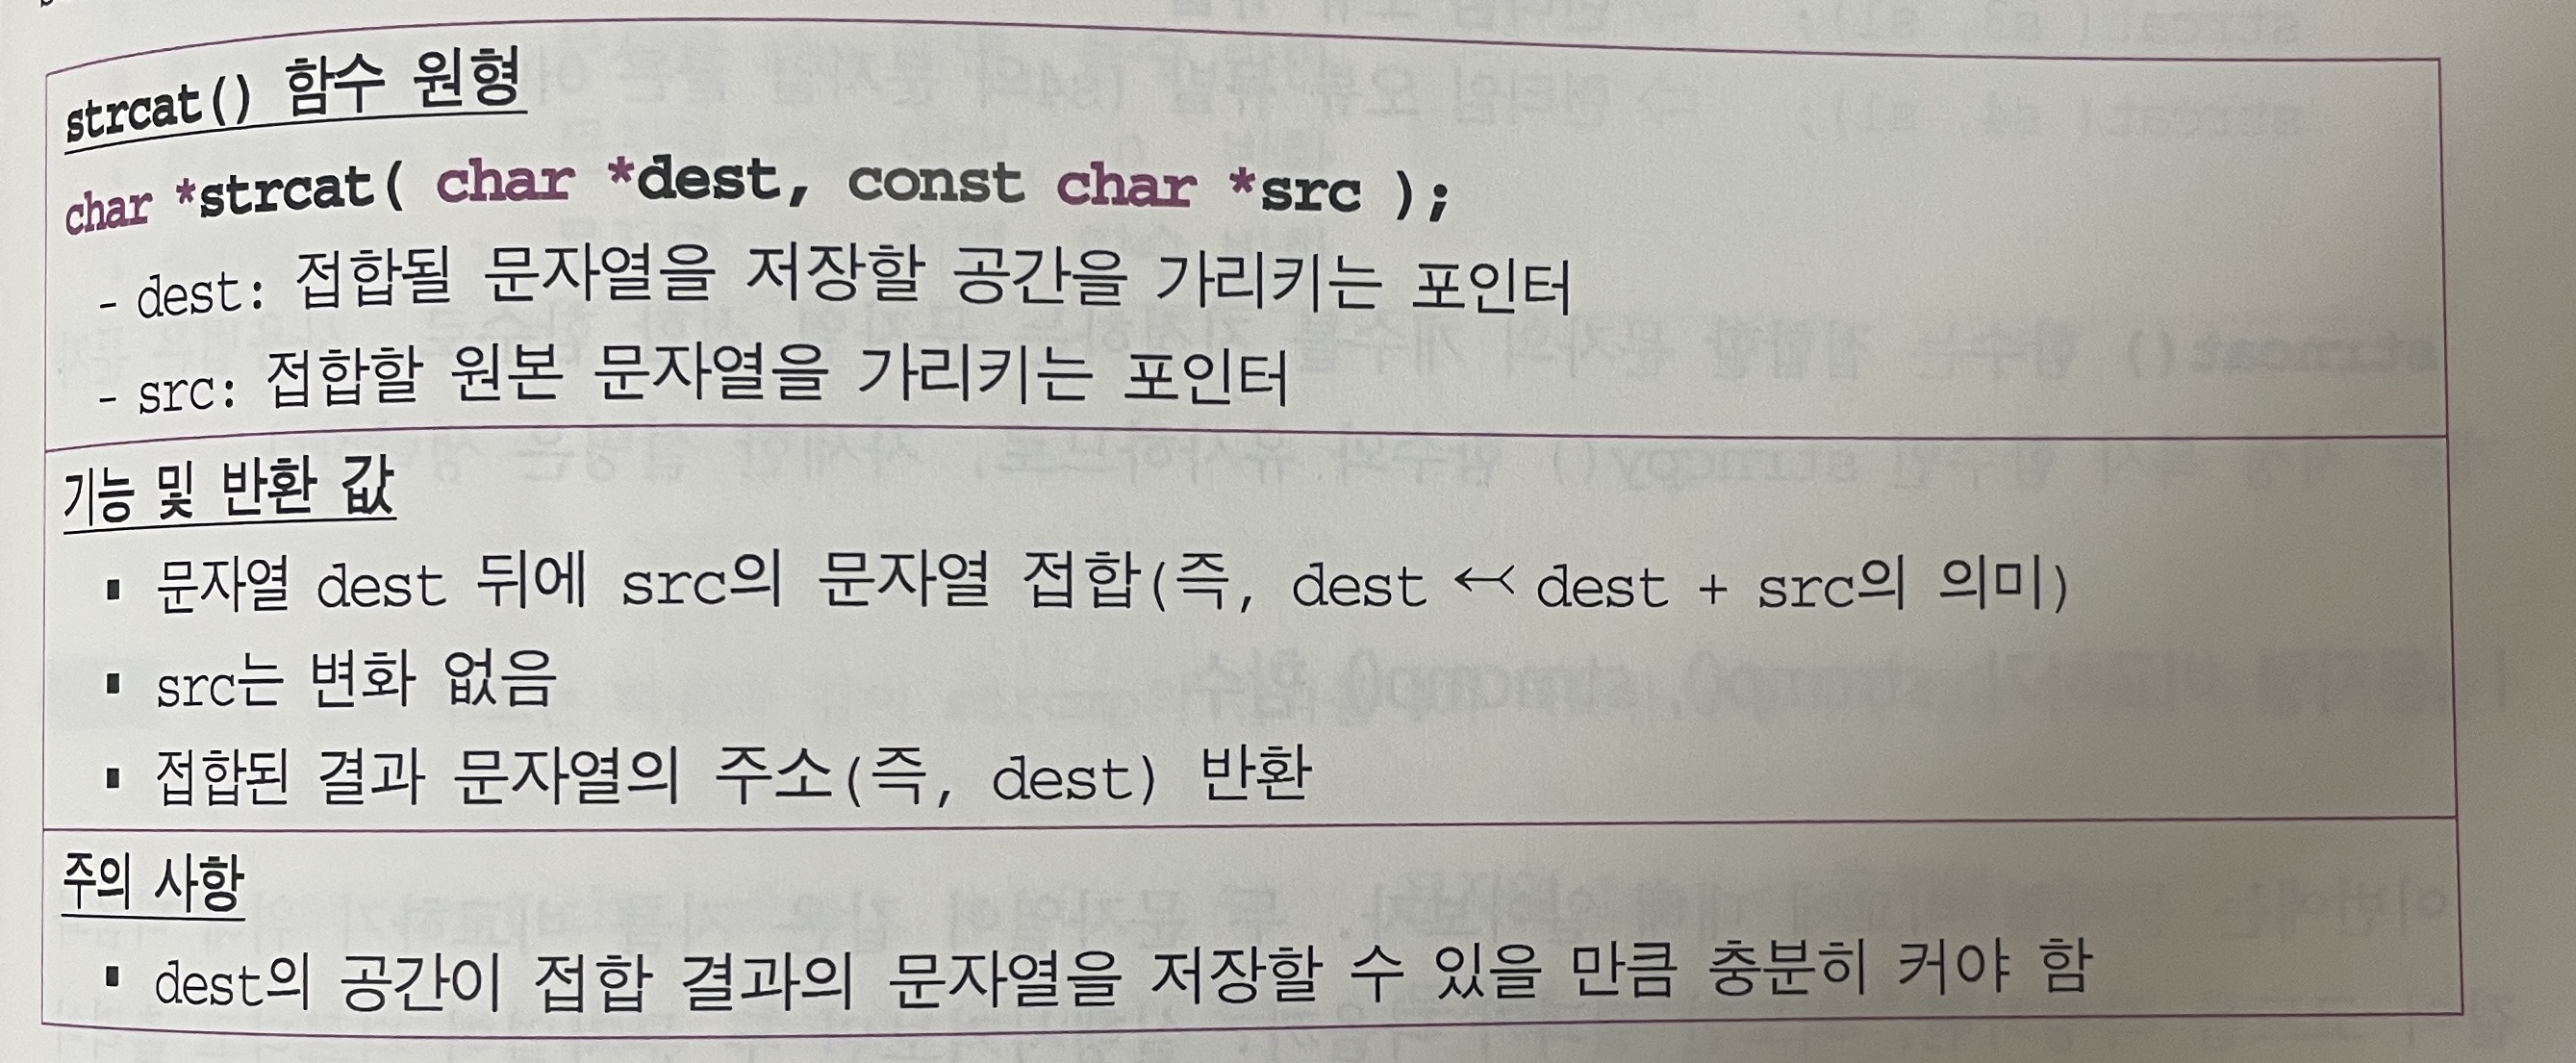 strcat() 함수 원형
char *strcat( char *dest, const char *src );
- dest: 접합될 문자열을 저장할 공간을 가리키는 포인터
- src: 접합할 원본 문자열을 가리키는 포인터
기능 및 반환 값
▪ 문자열 dest 뒤에 src의 문자열 접합(즉, dest ← dest + src의 의미)
▪ src는 변화 없음
▪ 접합된 결과 문자열의 주소(즉, dest) 반환
주의 사항
▪ dest의 공간이 접합 결과의 문자열을 저장할 수 있을 만큼 충분히 커야 함